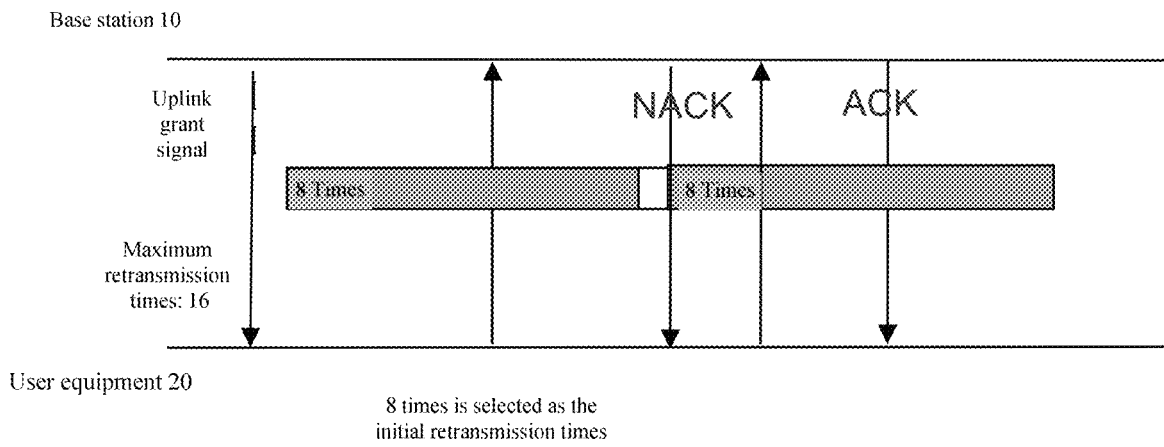 Base station 10
Uplink
grant
signal
NACK
ACK
8 Times
8 Times
Maximum
retransmission
times: 16
User equipment 20
8 times is selected as the
initial retransmission times